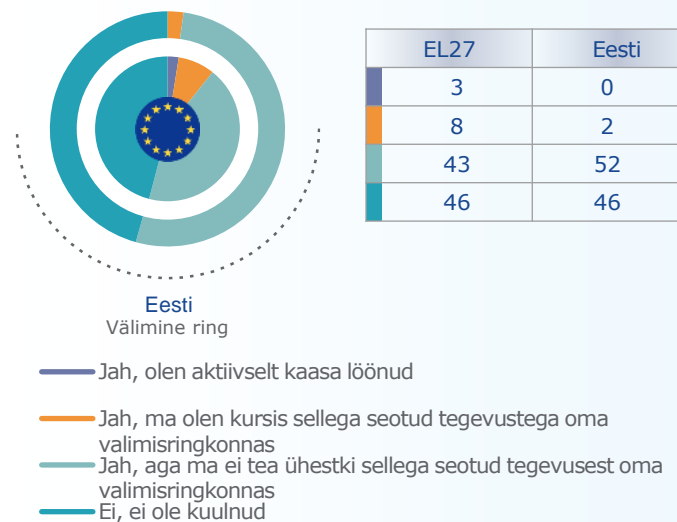 EL27 Eesti
3 0
8 2
43 52
46 46
Eesti
Välimine ring
Jah, olen aktiivselt kaasa löönud
Jah, ma olen kursis sellega seotud tegevustega oma
valimisringkonnas
Jah, aga ma ei tea ühestki sellega seotud tegevusest oma
valimisringkonnas
Ei, ei ole kuulnud